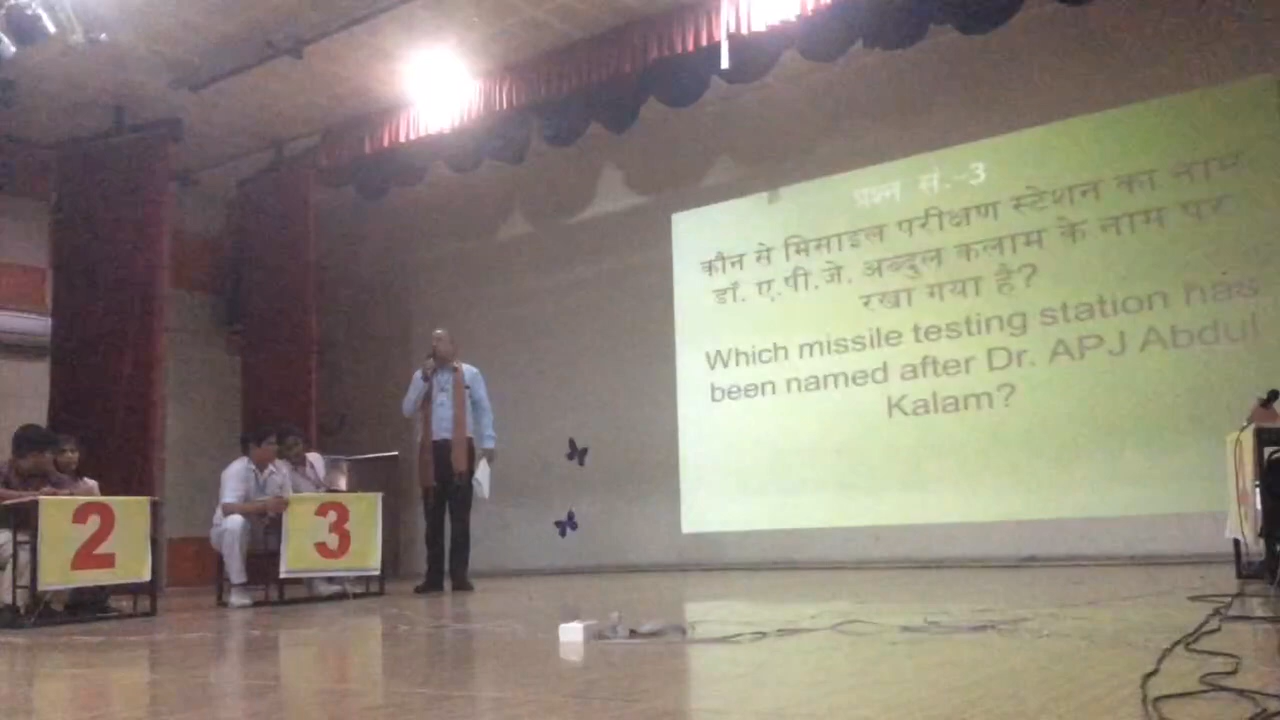 प्रश्न सं.-3
कौन से मिसाइल परीक्षण स्टेशन का नाम
डॉ. ए.पी.जे. अब्दुल कलाम के नाम पर
रखा गया है?
Which missile testing station has
been named after Dr. APJ Abdul
Kalam?
2
3